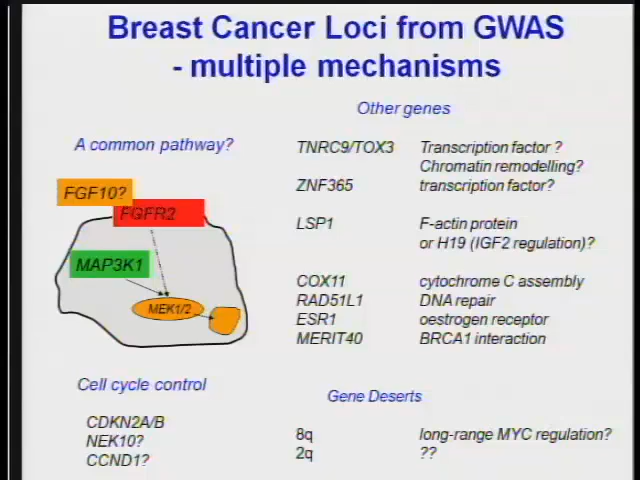 Breast Cancer Loci from GWAS
- multiple mechanisms
A common pathway?
FGF10?
FGFR2
MAP3K1
MEK1/2
Cell cycle control
CDKN2A/B
NEK10?
CCND1?
Other genes
TNRC9/TOX3 Transcription factor ?
Chromatin remodelling?
ZNF365 transcription factor?
LSP1 F-actin protein
or H19 (IGF2 regulation)?
COX11 cytochrome C assembly
RAD51L1 DNA repair
ESR1 oestrogen receptor
MERIT40 BRCA1 interaction
Gene Deserts
8q long-range MYC regulation?
2q ??